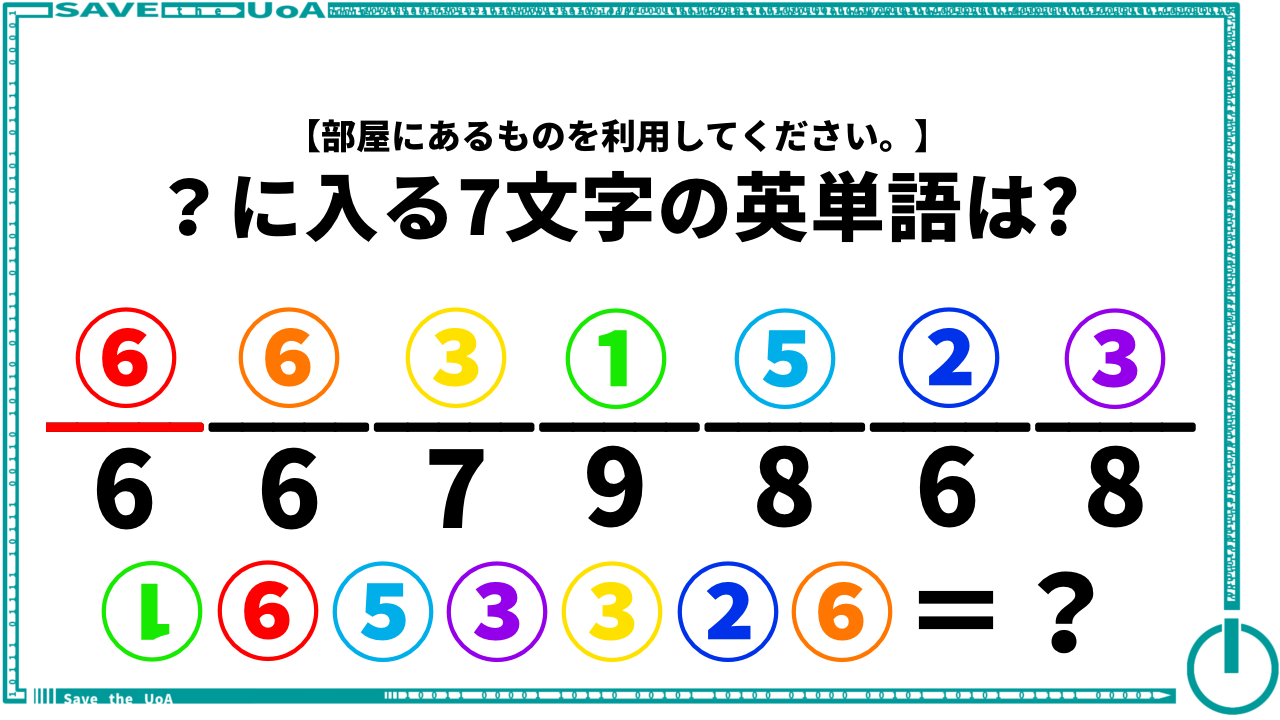 SAVE the UoA
【部屋にあるものを利用してください。】
？に入る7文字の英単語は?
6 6 3 1 5 2 3
6 6 7 9 8 6 8
1 6 5 3 3 2 6 = ?
Save the UoA